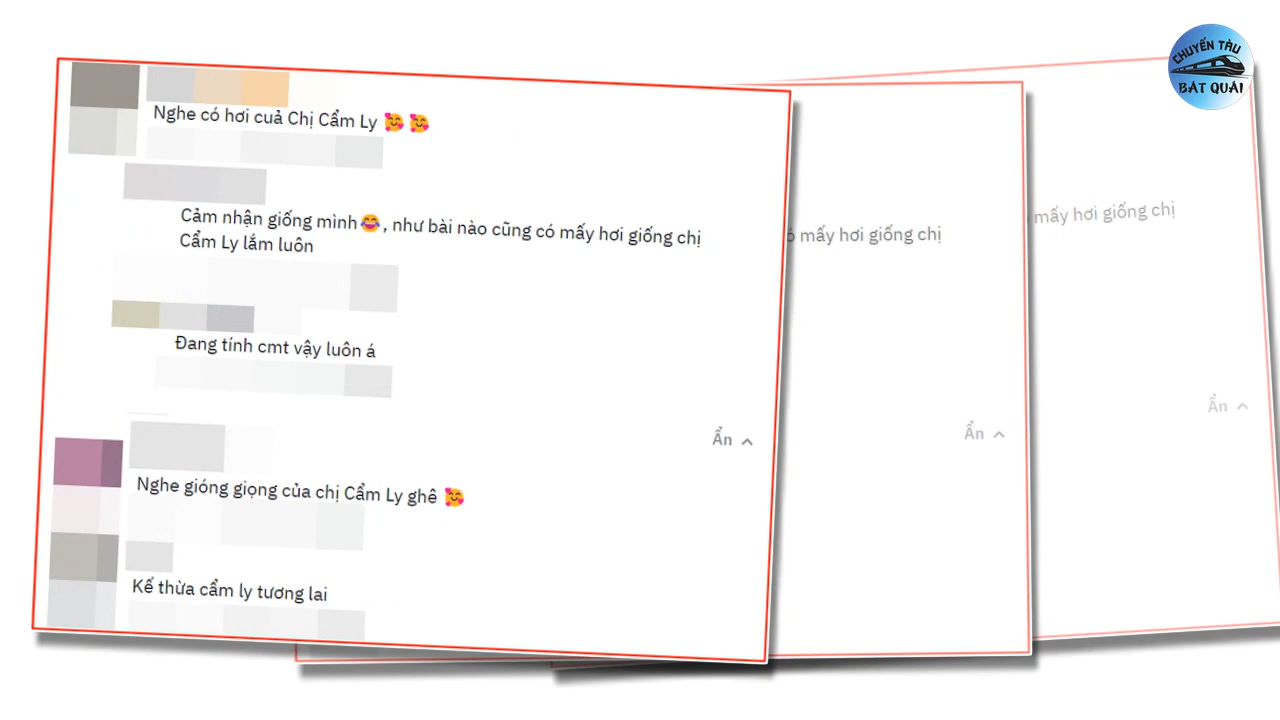 CHUYẾN TÀU
BÁT QUÁI
Nghe có hơi cuả Chị Cẩm Ly 🥰 🥰
Cảm nhận giống mình😂, như bài nào cũng có mấy hơi giống chị
Cẩm Ly lắm luôn
Đang tính cmt vậy luôn á
Ẩn
Nghe gióng giọng của chị Cẩm Ly ghê 🥰
Kế thừa cẩm ly tương lai
mấy hơi giống chị
Ẩn
mấy hơi giống chị
Ẩn